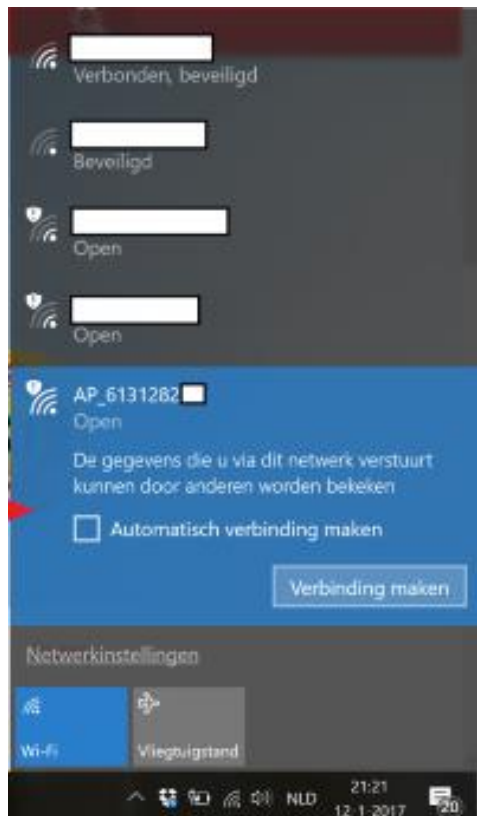 Verbonden, beveiligd
Beveiligd
Open
Open
AP_6131282
Open
De gegevens die u via dit netwerk verstuurt
kunnen door anderen worden bekeken
Automatisch verbinding maken
Verbinding maken
Netwerkinstellingen
Wi-Fi
Vliegtuigstand
NLD
21:21
12-1-2017
20